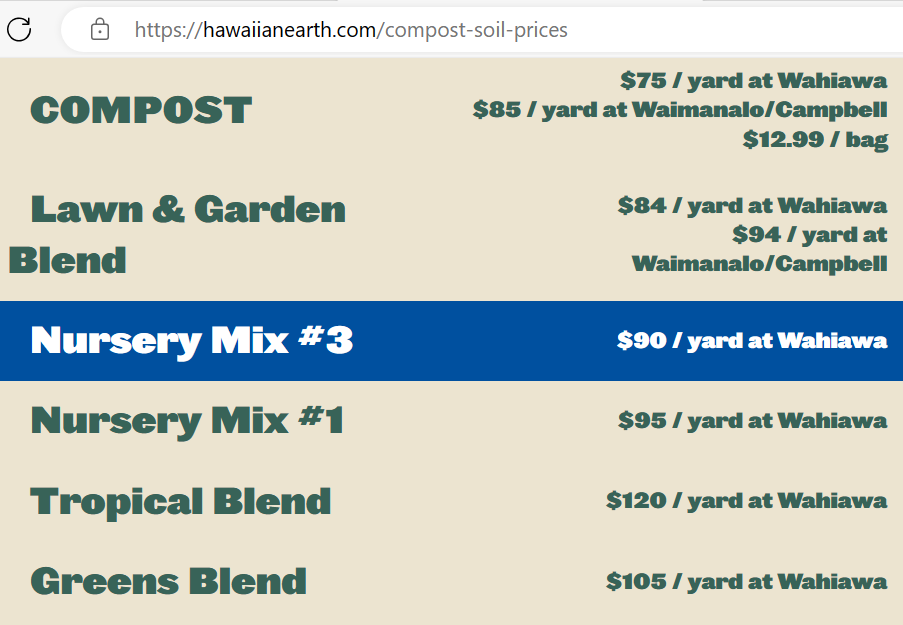 https://hawaiianearth.com/compost-soil-prices
COMPOST
$75 / yard at Wahiawa
$85 / yard at Waimanalo/Campbell
$12.99 / bag
Lawn & Garden
Blend
$84 / yard at Wahiawa
$94 / yard at
Waimanalo/Campbell
Nursery Mix #3
$90 / yard at Wahiawa
Nursery Mix #1
$95 / yard at Wahiawa
Tropical Blend
$120 / yard at Wahiawa
Greens Blend
$105 / yard at Wahiawa